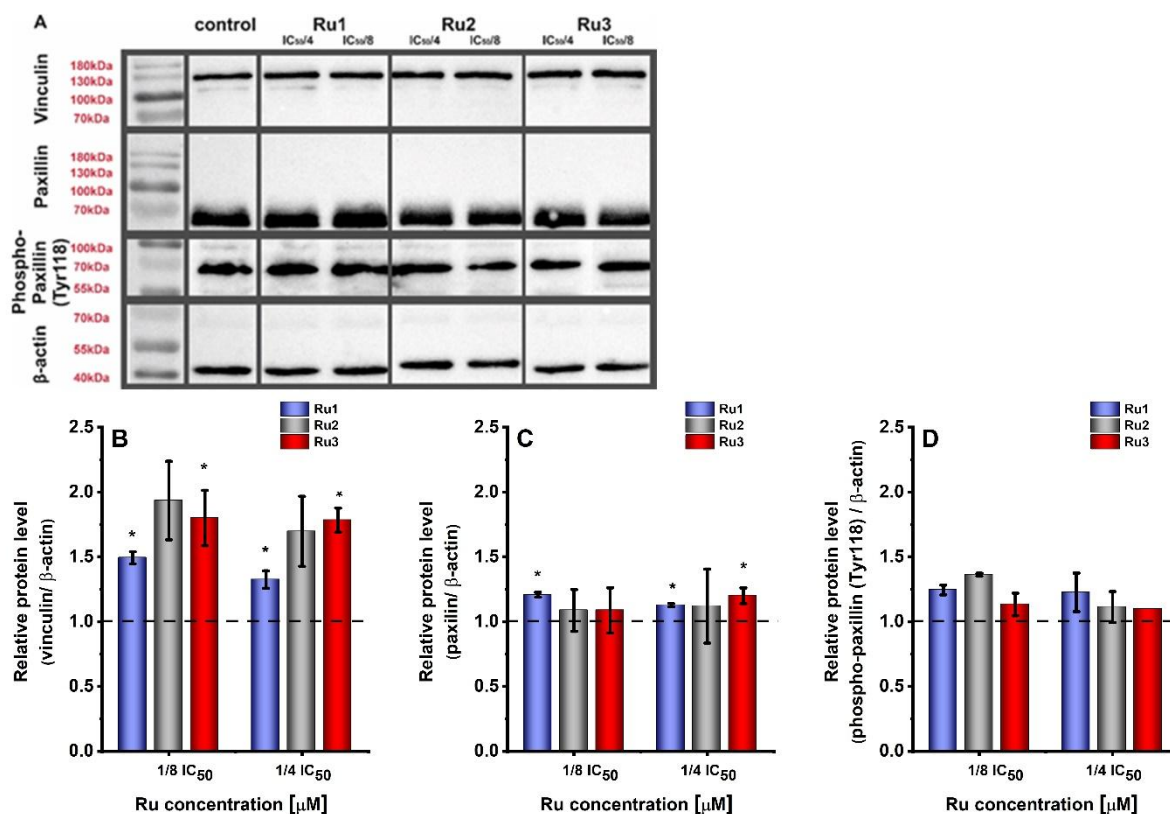 A
control Ru1 Ru2 Ru3
IC₅₀/4 IC₅₀/8 IC₅₀/4 IC₅₀/8 IC₅₀/4 IC₅₀/8
Vinculin
180kDa
130kDa
100kDa
70kDa
Paxillin
180kDa
130kDa
100kDa
70kDa
Phospho-
Paxillin
(Tyr118)
100kDa
70kDa
55kDa
β-actin
70kDa
55kDa
40kDa
B
Ru1
Ru2
Ru3
Relative protein level
(vinculin/ β-actin)
2.5
2.0
1.5
1.0
0.5
0.0
* * * *
1/8 IC₅₀ 1/4 IC₅₀
Ru concentration [μM]
C
Ru1
Ru2
Ru3
Relative protein level
(paxilin/ β-actin)
2.5
2.0
1.5
1.0
0.5
0.0
* * *
1/8 IC₅₀ 1/4 IC₅₀
Ru concentration [μM]
D
Ru1
Ru2
Ru3
Relative protein level
(phospho-paxillin (Tyr118) / β-actin
2.5
2.0
1.5
1.0
0.5
0.0
1/8 IC₅₀ 1/4 IC₅₀
Ru concentration [μM]